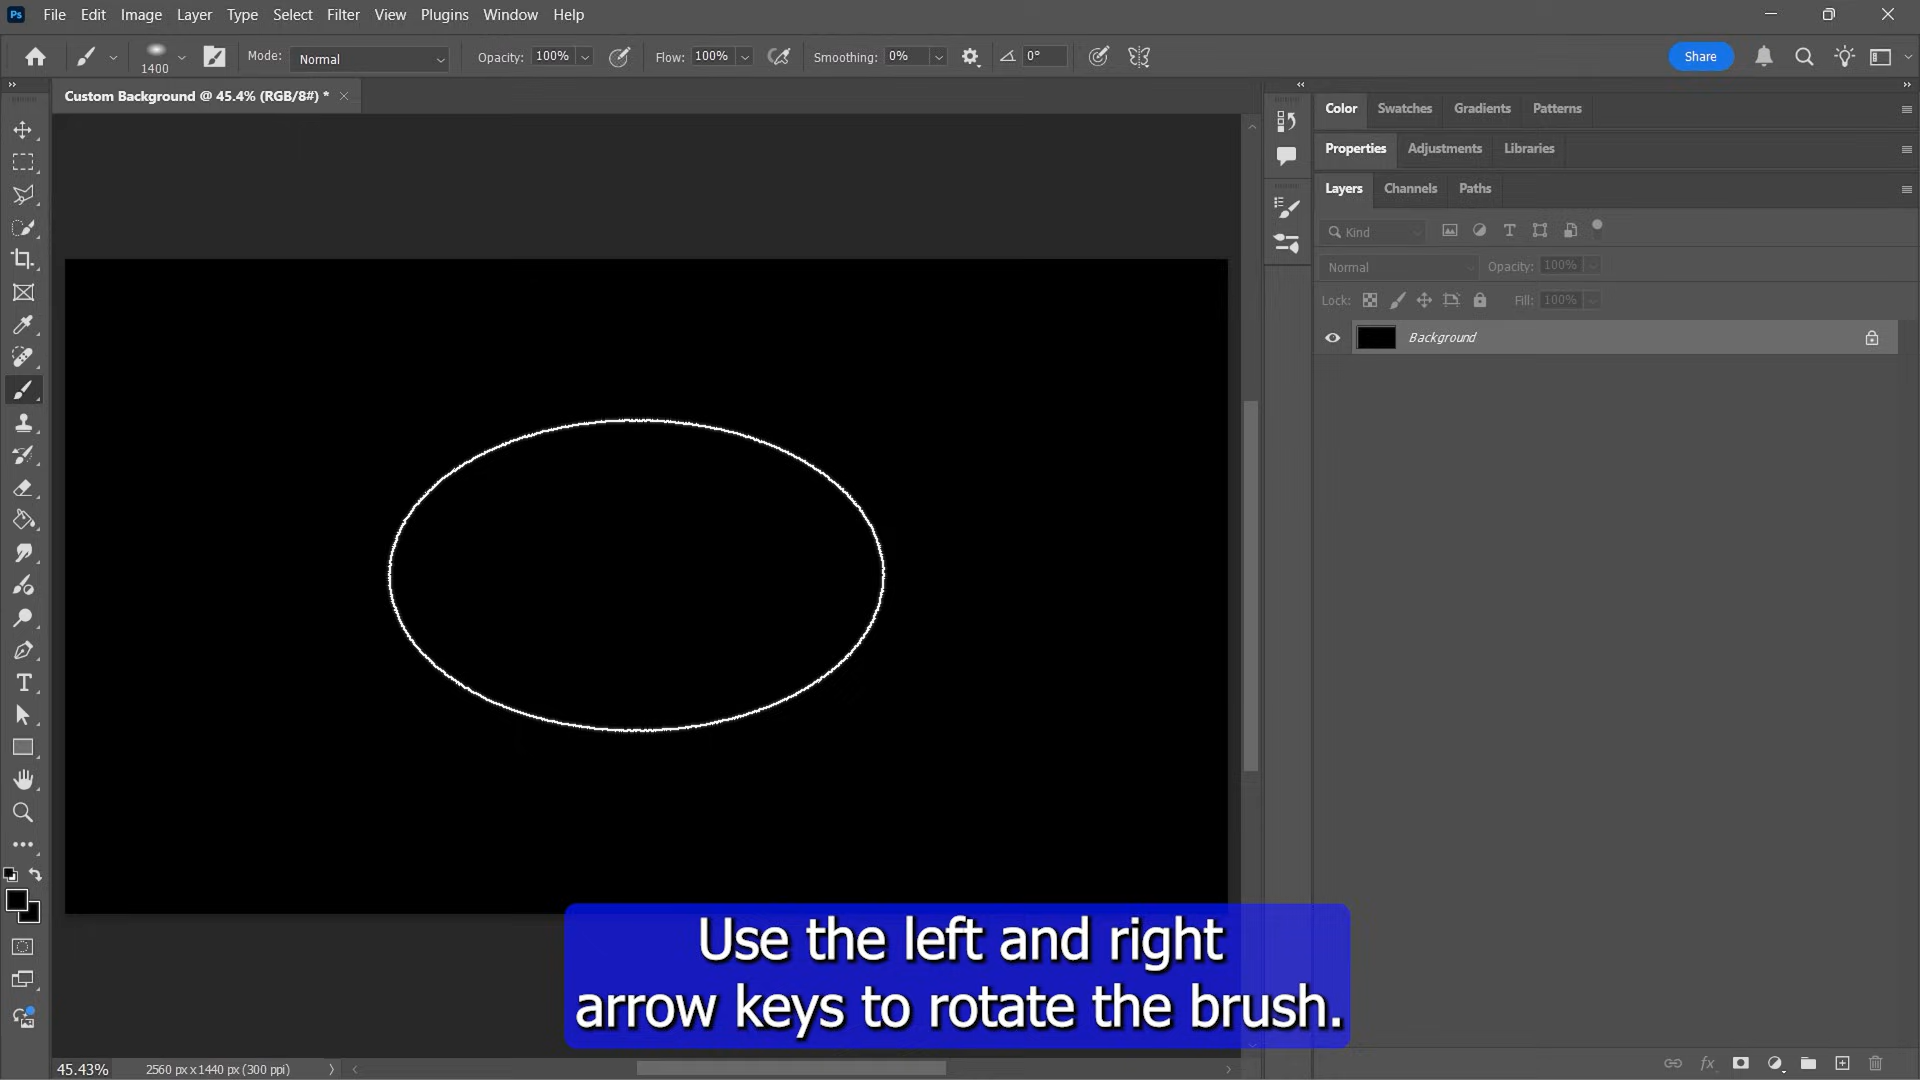 Ps File Edit Image Layer Type Select Filter View Plugins Window Help
1400 Mode: Normal Opacity: 100% Flow: 100% Smoothing: 0% 0° Share
Custom Background @ 45.4% (RGB/8#) *
Color Swatches Gradients Patterns
Properties Adjustments Libraries
Layers Channels Paths
Kind
Normal Opacity: 100%
Lock: Fill: 100%
Background
Use the left and right
arrow keys to rotate the brush.
45.43% 2560 px x 1440 px (300 ppi)
fx